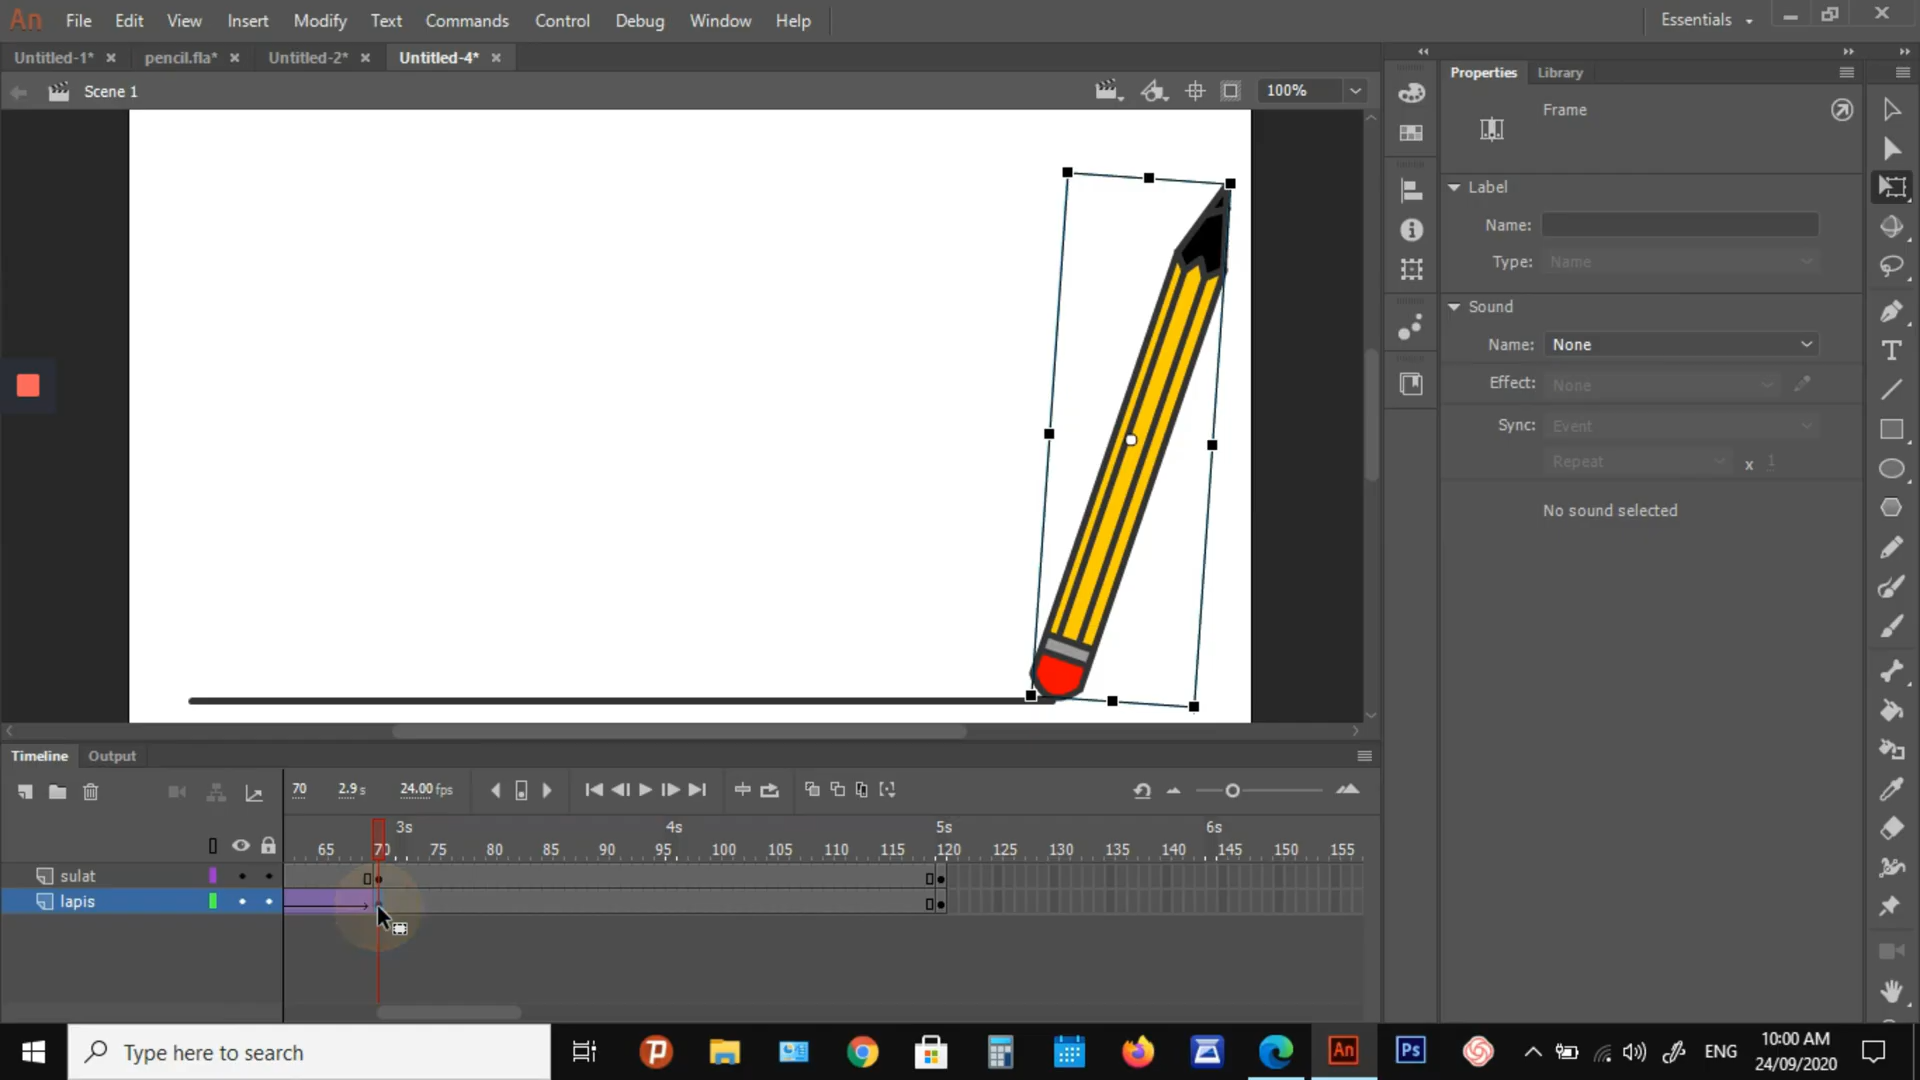 An File Edit View Insert Modify Text Commands Control Debug Window Help Essentials
Untitled-1* pencil.fla* Untitled-2* Untitled-4*
Scene 1 100%
Properties Library
Frame
Label
Name:
Type: Name
Sound
Name: None
Effect: None
Sync: Event
Repeat x 1
No sound selected
Timeline Output
70 2.9 s 24.00 fps
3s 4s 5s 6s
65 70 75 80 85 90 95 100 105 110 115 120 125 130 135 140 145 150 155
sulat
lapis
Type here to search
An Ps ENG
10:00 AM
24/09/2020